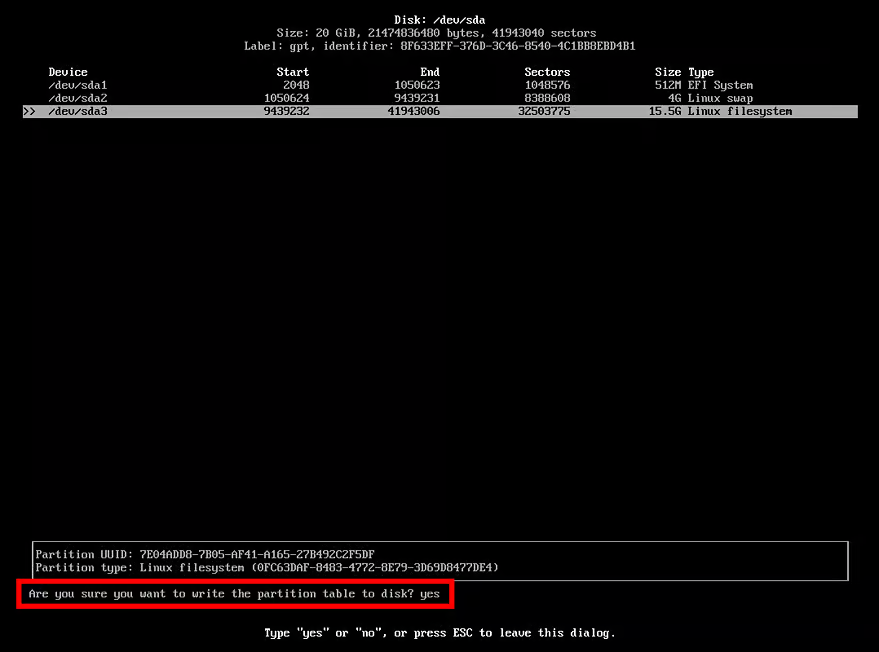 Disk: /dev/sda
Size: 20 GiB, 21474836480 bytes, 41943040 sectors
Label: gpt, identifier: 8F633EFF-376D-3C46-8540-4C1BB8EBD4B1
Device Start End Sectors Size Type
/dev/sda1 2048 1050623 1048576 512M EFI System
/dev/sda2 1050624 9439231 8388608 4G Linux swap
>> /dev/sda3 9439232 41943006 32503775 15.5G Linux filesystem
Partition UUID: 7E04ADD8-7B05-AF41-A165-27B492C2F5DF
Partition type: Linux filesystem (0FC63DAF-8483-4772-8E79-3D69D8477DE4)
Are you sure you want to write the partition table to disk? yes
Type "yes" or "no", or press ESC to leave this dialog.